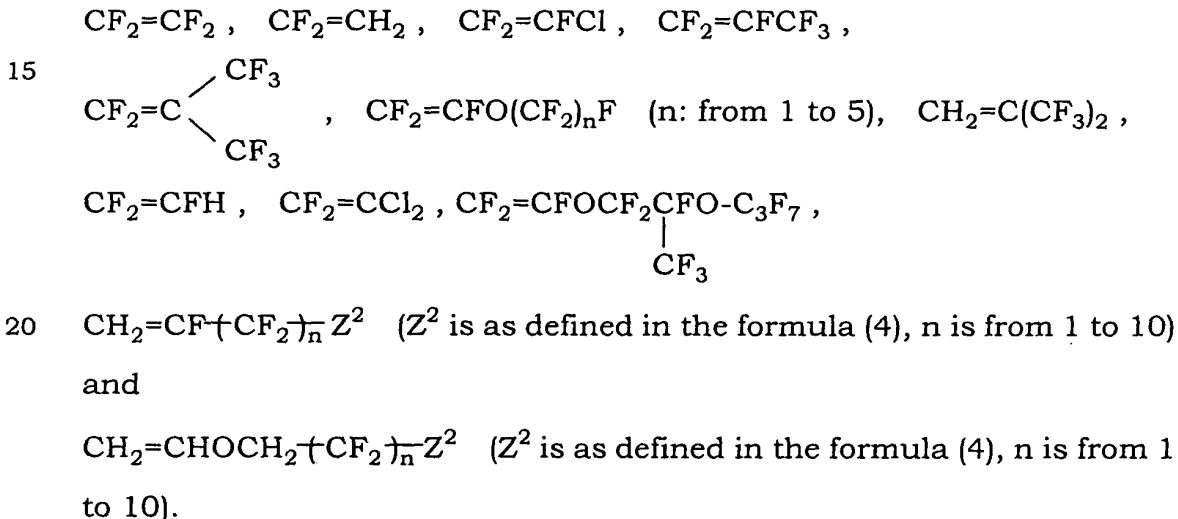 CF₂=CF₂ , CF₂=CH₂ , CF₂=CFCl , CF₂=CFCF₃ ,
15 CF₃
CF₂=C , CF₂=CFO(CF₂)ₙF (n: from 1 to 5), CH₂=C(CF₃)₂ ,
CF₃
CF₂=CFH , CF₂=CCl₂ , CF₂=CFOCF₂CFO-C₃F₇ ,
CF₃
20 CH₂=CF-(CF₂)ₙ-Z² (Z² is as defined in the formula (4), n is from 1 to 10)
and
CH₂=CHOCH₂-(CF₂)ₙ-Z² (Z² is as defined in the formula (4), n is from 1
to 10).